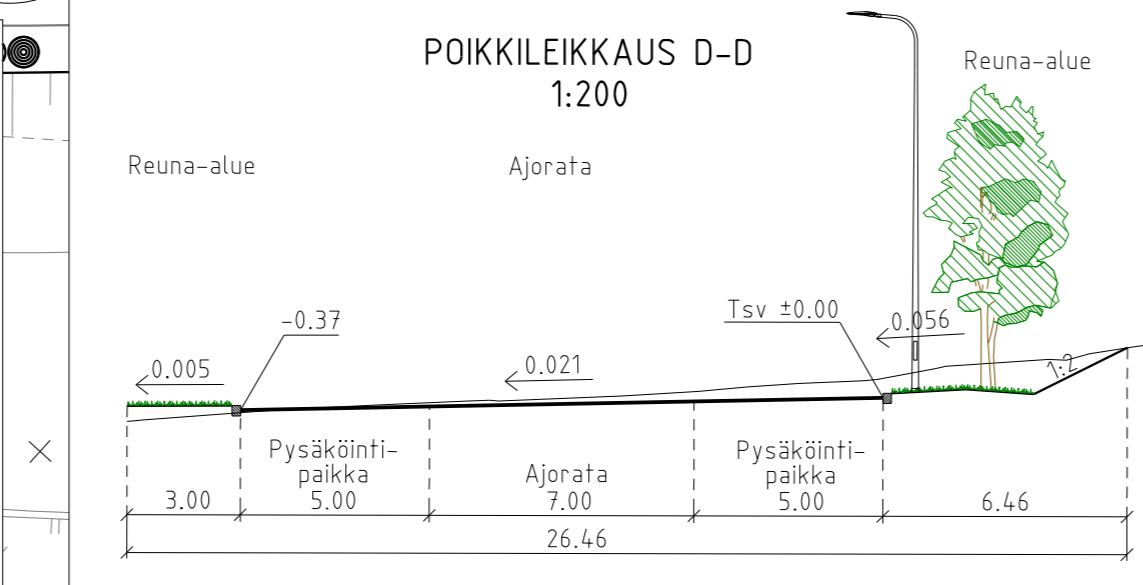 POIKKILEIKKAUS D-D
1:200
Reuna-alue
Reuna-alue
Ajorata
-0.37
Tsv ±0.00
0.056
0.005
0.021
1:2
Pysäköinti-
paikka
5.00
Ajorata
7.00
Pysäköinti-
paikka
5.00
3.00
6.46
26.46